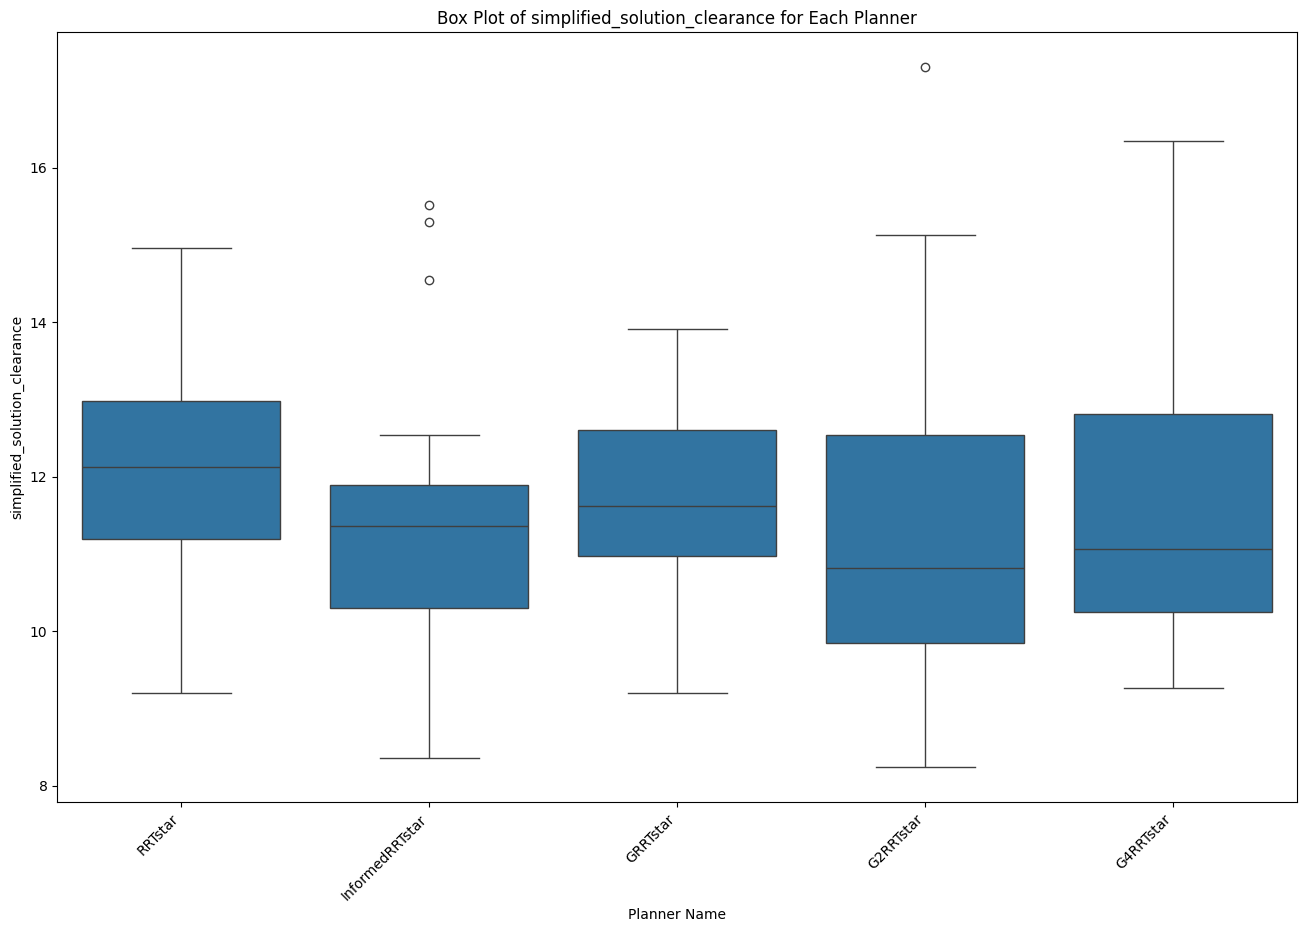 Box Plot of simplified_solution_clearance for Each Planner
simplified_solution_clearance
16
14
12
10
8
RRTstar
InformedRRTstar
GRRTstar
G2RRTstar
G4RRTstar
Planner Name